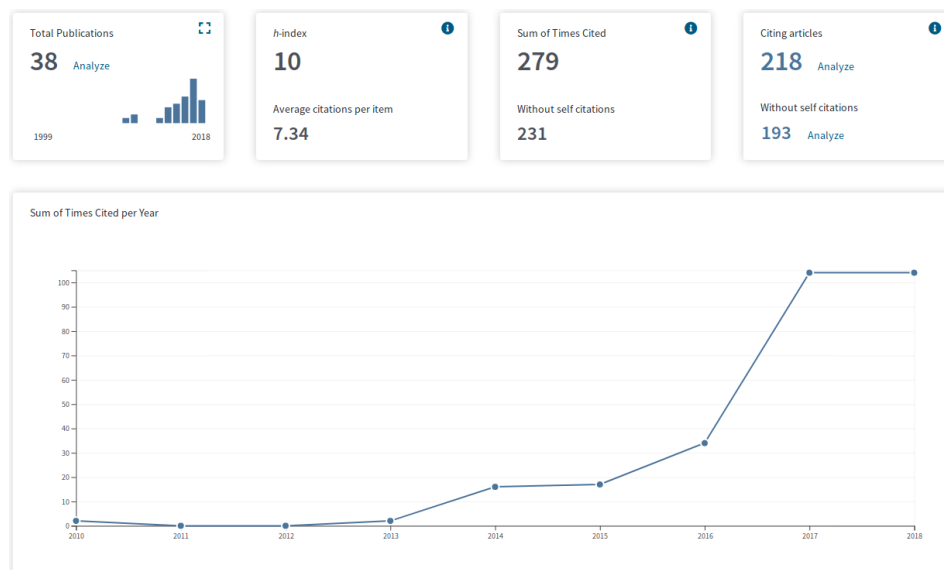 Total Publications
38 Analyze
1999 2018
h-index
10
Average citations per item
7.34
Sum of Times Cited
279
Without self citations
231
Citing articles
218 Analyze
Without self citations
193 Analyze
Sum of Times Cited per Year
100
90
80
70
60
50
40
30
20
10
0
2010 2011 2012 2013 2014 2015 2016 2017 2018